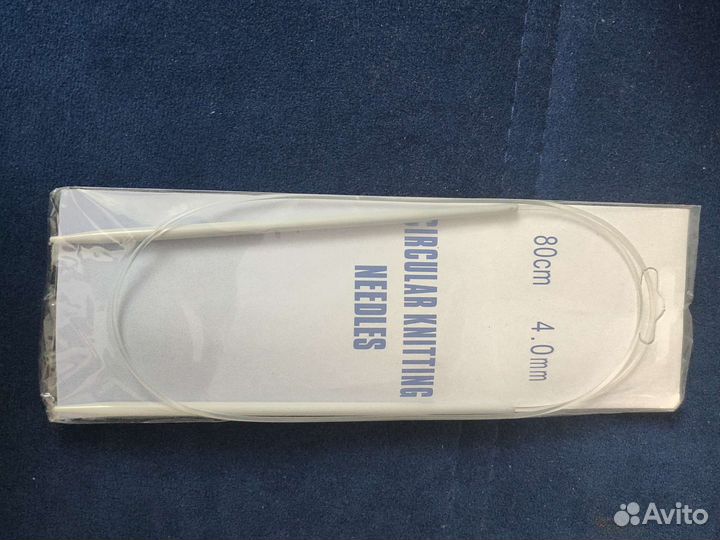 80cm 4.0mm
CIRCULAR KNITTING
NEEDLES
Avito